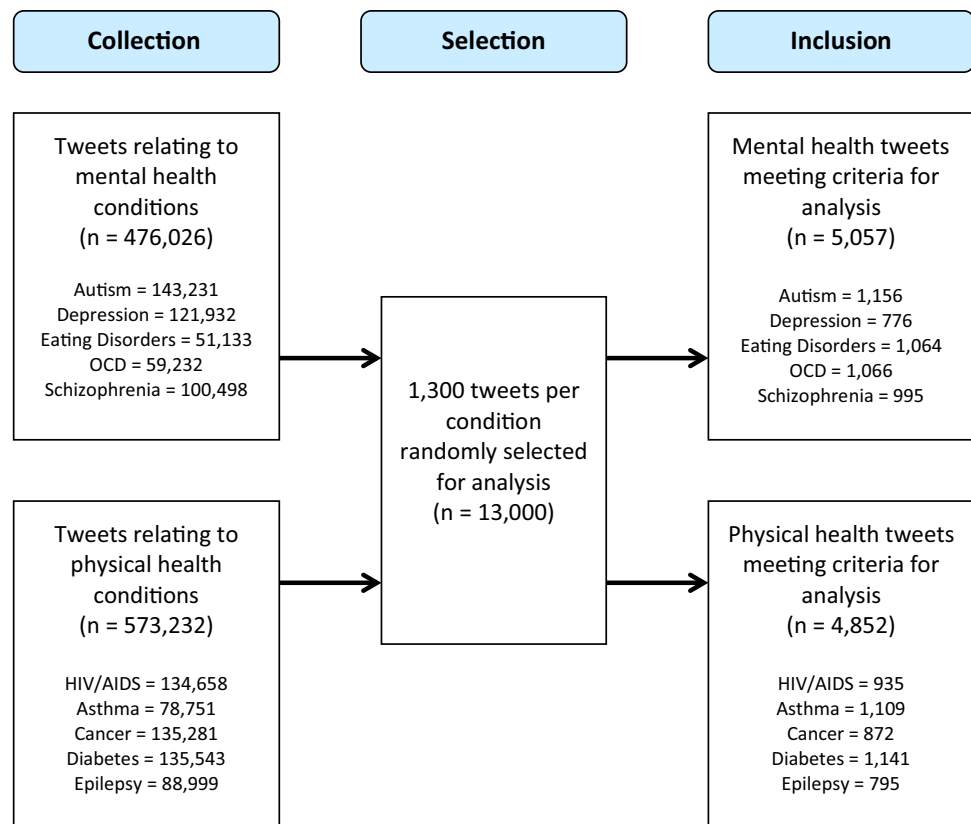 Collection
Selection
Inclusion
Tweets relating to
mental health
conditions
(n = 476,026)
Autism = 143,231
Depression = 121,932
Eating Disorders = 51,133
OCD = 59,232
Schizophrenia = 100,498
Tweets relating to
physical health
conditions
(n = 573,232)
HIV/AIDS = 134,658
Asthma = 78,751
Cancer = 135,281
Diabetes = 135,543
Epilepsy = 88,999
1,300 tweets per
condition
randomly selected
for analysis
(n = 13,000)
Mental health tweets
meeting criteria for
analysis
(n = 5,057)
Autism = 1,156
Depression = 776
Eating Disorders = 1,064
OCD = 1,066
Schizophrenia = 995
Physical health tweets
meeting criteria for
analysis
(n = 4,852)
HIV/AIDS = 935
Asthma = 1,109
Cancer = 872
Diabetes = 1,141
Epilepsy = 795